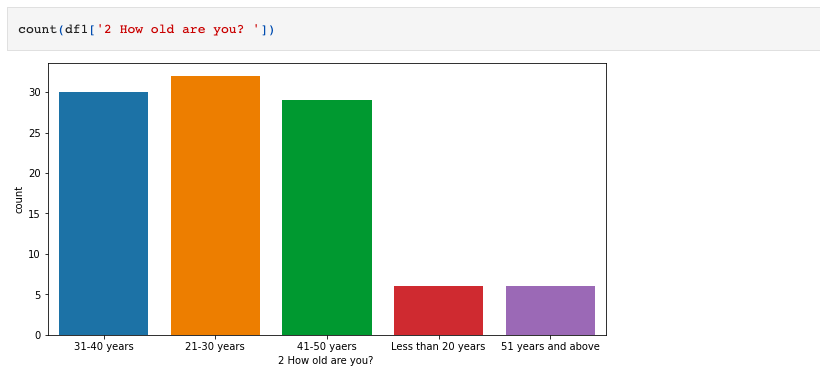 count(df1['2 How old are you? '])
30
25
20
15
10
5
0
count
31-40 years
21-30 years
41-50 yaers
Less than 20 years
51 years and above
2 How old are you?